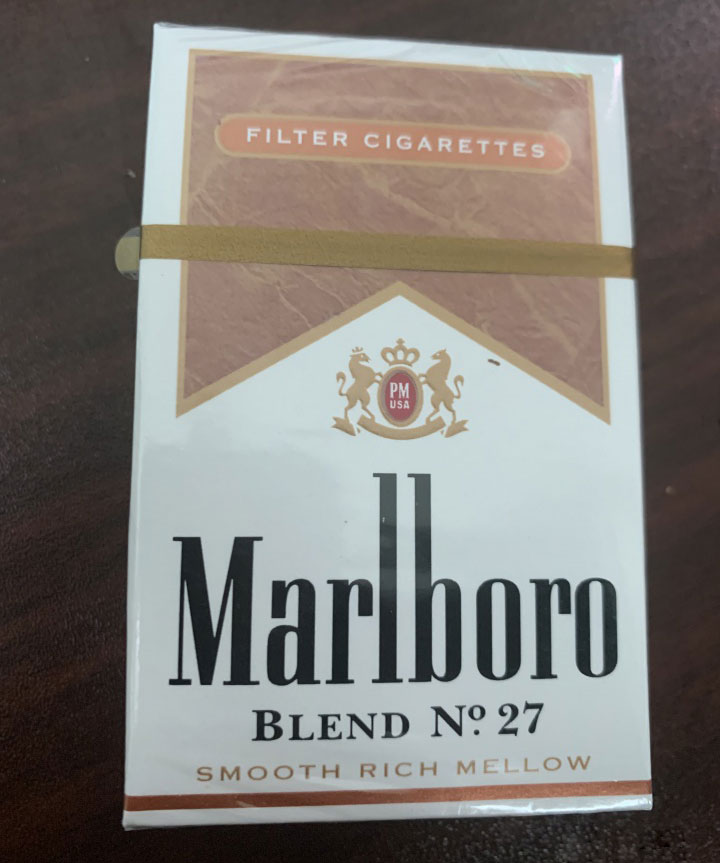 FILTER CIGARETTES
PM
USA
Marlboro
BLEND Nº 27
SMOOTH RICH MELLOW